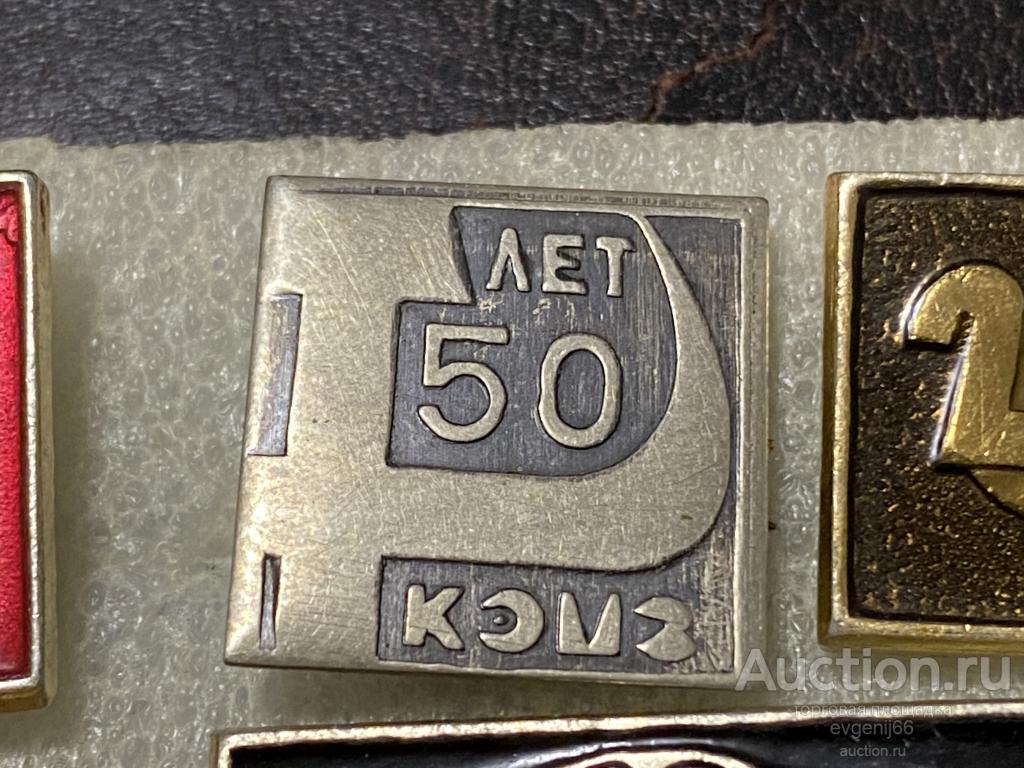 ЛЕТ
50
КЭМЗ
Auction.ru
торговая площадка
evgenij66
auction.ru